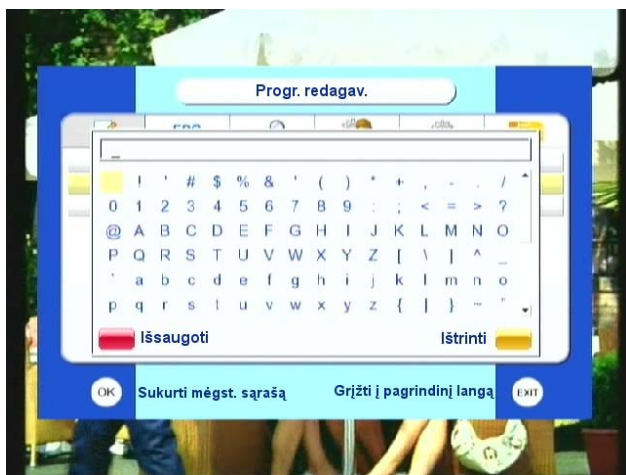 Progr. redagav.
_
! ' # $ % & ' ( ) * + , - . /
0 1 2 3 4 5 6 7 8 9 : ; < = > ?
@ A B C D E F G H I J K L M N O
P Q R S T U V W X Y Z [ \ ] ^ _
` a b c d e f g h i j k l m n o
p q r s t u v w x y z { | } ~ "
Išsaugoti Ištrinti
OK Sukurti mėgst. sąrašą Grįžti į pagrindinį langą EXIT